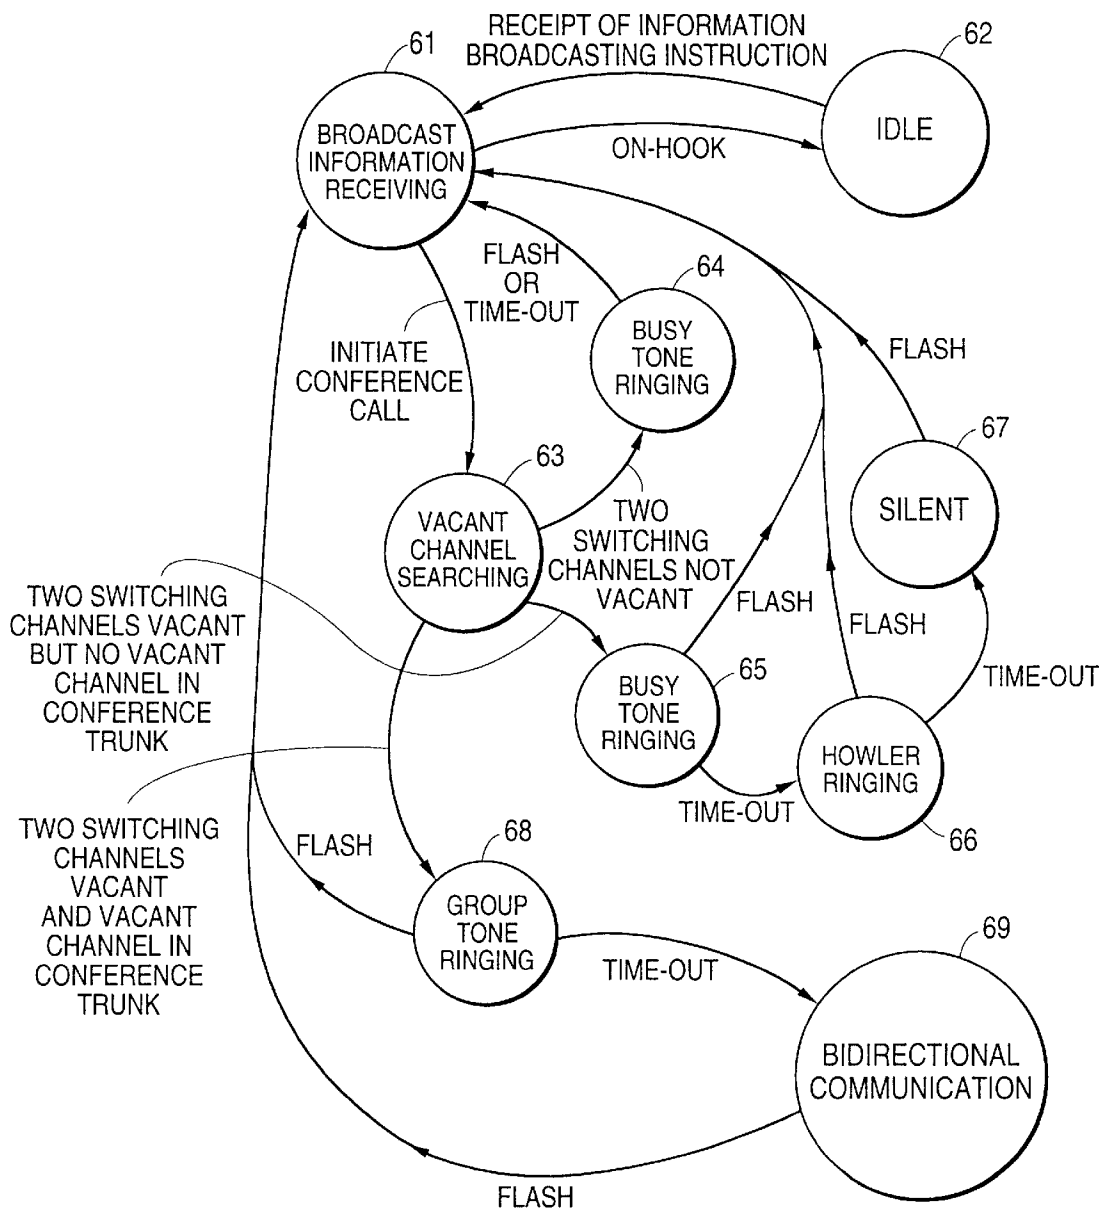 RECEIPT OF INFORMATION
BROADCASTING INSTRUCTION
61
62
BROADCAST
INFORMATION
RECEIVING
IDLE
ON-HOOK
FLASH
OR
TIME-OUT
64
BUSY
TONE
RINGING
INITIATE
CONFERENCE
CALL
FLASH
67
SILENT
63
VACANT
CHANNEL
SEARCHING
TWO
SWITCHING
CHANNELS NOT
VACANT
TWO SWITCHING
CHANNELS VACANT
BUT NO VACANT
CHANNEL IN
CONFERENCE
TRUNK
FLASH
FLASH
65
BUSY
TONE
RINGING
TIME-OUT
HOWLER
RINGING
TIME-OUT
66
TWO SWITCHING
CHANNELS
VACANT
AND VACANT
CHANNEL IN
CONFERENCE
TRUNK
FLASH
68
GROUP
TONE
RINGING
TIME-OUT
69
BIDIRECTIONAL
COMMUNICATION
FLASH